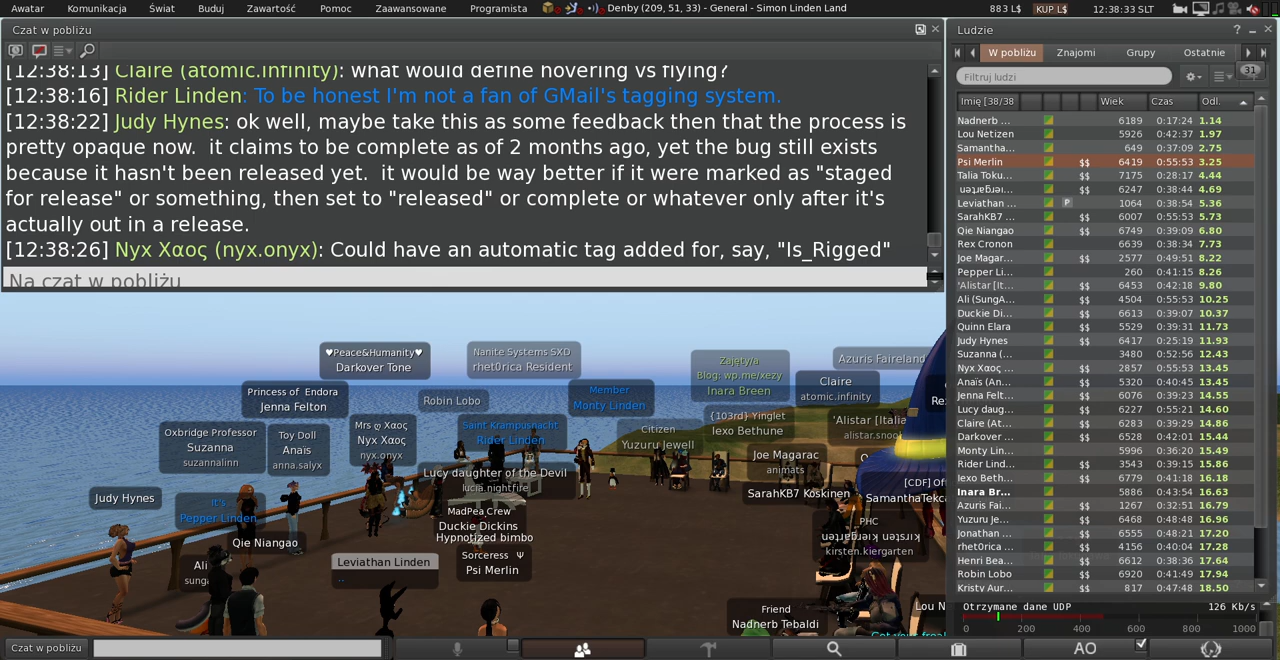 Awatar Komunikacja Świat Buduj Zawartość Pomoc Zaawansowane Programista Denby (209, 51, 33) - General - Simon Linden Land 883 L$ KUP L$ 12:38:33 SLT
Czat w pobliżu
[12:38:13] Claire (atomic.infinity): what would define hovering vs flying?
[12:38:16] Rider Linden: To be honest I'm not a fan of GMail's tagging system.
[12:38:22] Judy Hynes: ok well, maybe take this as some feedback then that the process is
pretty opaque now.  it claims to be complete as of 2 months ago, yet the bug still exists
because it hasn't been released yet.  it would be way better if it were marked as "staged
for release" or something, then set to "released" or complete or whatever only after it's
actually out in a release.
[12:38:26] Nyx Χαος (nyx.onyx): Could have an automatic tag added for, say, "Is_Rigged"
Na czat w pobliżu
♥Peace&Humanity♥
Darkover Tone
Nanite Systems SXD
rhet0rica Resident
Zajęty/a
Blog: wp.me/xezy
Inara Breen
Azuris Faireland
Princess of Endora
Jenna Felton
Robin Lobo
Member
Monty Linden
Claire
atomic.infinity
Oxbridge Professor
Suzanna
suzannalinn
Toy Doll
Anaïs
anna.salyx
Mrs ღ Χαος
Nyx Χαος
nyx.onyx
Saint Krampusnacht
Rider Linden
Citizen
Yuzuru Jewell
{103rd} Yinglet
Iexo Bethune
'Alistar [Italia
alistar.snook
Lucy daughter of the Devil
lucia.nightfire
Joe Magarac
animats
Judy Hynes
It's
Pepper Linden
SarahKB7 Koskinen
[CDF] Off
SamanthaTekca
MadPea Crew
Duckie Dickins
Hypnotized bimbo
Qie Niangao
PHC
uǝʇɹɐƃɹǝıʞ uǝʇsɹıʞ
kirsten.kiergarten
Ali
sunga
Leviathan Linden
..
Sorceress Ψ
Psi Merlin
Friend
Nadnerb Tebaldi
Lou N
Czat w pobliżu
AO
Ludzie
W pobliżu Znajomi Grupy Ostatnie
31
Filtruj ludzi
Imię [38/38 Wiek Czas Odl.
Nadnerb ... 6189 0:17:24 1.14
Lou Netizen 5926 0:42:37 1.97
Samantha... 649 0:37:09 2.75
Psi Merlin $$ 6419 0:55:53 3.25
Talia Toku... $$ 7175 0:28:17 4.44
uǝʇɹɐƃɹǝı... $$ 6247 0:38:44 4.69
Leviathan ... P 1064 0:38:54 5.36
SarahKB7 ... $$ 6007 0:55:53 5.73
Qie Niangao $$ 6747 0:39:09 6.80
Rex Cronon 6639 0:38:34 7.73
Joe Magar... $$ 2577 0:49:51 8.22
Pepper Li... 260 0:41:15 8.26
'Alistar [It... $$ 6453 0:42:18 9.80
Ali (SungA... $$ 4504 0:55:53 10.25
Duckie Di... $$ 6613 0:39:07 10.37
Quinn Elara $$ 5529 0:39:31 11.73
Judy Hynes $$ 6417 0:25:19 11.93
Suzanna (... 3480 0:52:56 12.43
Nyx Χαος ... $$ 2857 0:55:53 13.45
Anaïs (An... $$ 5320 0:40:45 13.45
Jenna Felt... $$ 6076 0:39:23 14.55
Lucy daug... $$ 6227 0:55:21 14.60
Claire (At... $$ 6283 0:39:29 14.86
Darkover ... $$ 6528 0:42:01 15.44
Monty Lin... 5996 0:36:20 15.49
Rider Lind... $$ 3543 0:39:15 15.86
Iexo Beth... $$ 6779 0:41:18 16.18
Inara Br... 5886 0:43:54 16.63
Azuris Fai... $$ 1267 0:32:51 16.79
Yuzuru Je... $$ 6468 0:48:48 16.96
Jonathan ... $$ 6555 0:48:21 17.20
rhet0rica ... $$ 4156 0:40:04 17.28
Henri Bea... $$ 6612 0:38:36 17.64
Robin Lobo $$ 6920 0:41:49 17.94
Kristy Aur... $$ 817 0:47:48 18.50
Otrzymane dane UDP 126 Kb/s
0 200 400 600 800 1000